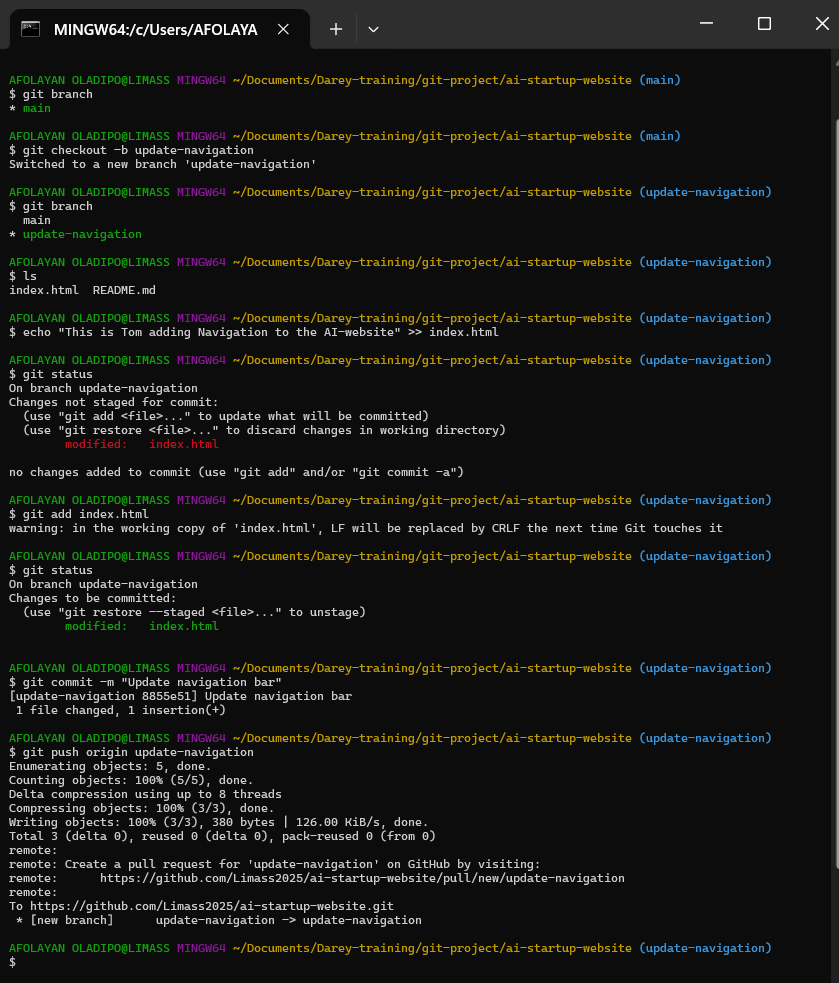 MINGW64:/c/Users/AFOLAYA
AFOLAYAN OLADIPO@LIMASS MINGW64 ~/Documents/Darey-training/git-project/ai-startup-website (main)
$ git branch
* main
AFOLAYAN OLADIPO@LIMASS MINGW64 ~/Documents/Darey-training/git-project/ai-startup-website (main)
$ git checkout -b update-navigation
Switched to a new branch 'update-navigation'
AFOLAYAN OLADIPO@LIMASS MINGW64 ~/Documents/Darey-training/git-project/ai-startup-website (update-navigation)
$ git branch
  main
* update-navigation
AFOLAYAN OLADIPO@LIMASS MINGW64 ~/Documents/Darey-training/git-project/ai-startup-website (update-navigation)
$ ls
index.html  README.md
AFOLAYAN OLADIPO@LIMASS MINGW64 ~/Documents/Darey-training/git-project/ai-startup-website (update-navigation)
$ echo "This is Tom adding Navigation to the AI-website" >> index.html
AFOLAYAN OLADIPO@LIMASS MINGW64 ~/Documents/Darey-training/git-project/ai-startup-website (update-navigation)
$ git status
On branch update-navigation
Changes not staged for commit:
  (use "git add <file>..." to update what will be committed)
  (use "git restore <file>..." to discard changes in working directory)
        modified:   index.html
no changes added to commit (use "git add" and/or "git commit -a")
AFOLAYAN OLADIPO@LIMASS MINGW64 ~/Documents/Darey-training/git-project/ai-startup-website (update-navigation)
$ git add index.html
warning: in the working copy of 'index.html', LF will be replaced by CRLF the next time Git touches it
AFOLAYAN OLADIPO@LIMASS MINGW64 ~/Documents/Darey-training/git-project/ai-startup-website (update-navigation)
$ git status
On branch update-navigation
Changes to be committed:
  (use "git restore --staged <file>..." to unstage)
        modified:   index.html
AFOLAYAN OLADIPO@LIMASS MINGW64 ~/Documents/Darey-training/git-project/ai-startup-website (update-navigation)
$ git commit -m "Update navigation bar"
[update-navigation 8855e51] Update navigation bar
 1 file changed, 1 insertion(+)
AFOLAYAN OLADIPO@LIMASS MINGW64 ~/Documents/Darey-training/git-project/ai-startup-website (update-navigation)
$ git push origin update-navigation
Enumerating objects: 5, done.
Counting objects: 100% (5/5), done.
Delta compression using up to 8 threads
Compressing objects: 100% (3/3), done.
Writing objects: 100% (3/3), 380 bytes | 126.00 KiB/s, done.
Total 3 (delta 0), reused 0 (delta 0), pack-reused 0 (from 0)
remote:
remote: Create a pull request for 'update-navigation' on GitHub by visiting:
remote:      https://github.com/Limass2025/ai-startup-website/pull/new/update-navigation
remote:
To https://github.com/Limass2025/ai-startup-website.git
 * [new branch]      update-navigation -> update-navigation
AFOLAYAN OLADIPO@LIMASS MINGW64 ~/Documents/Darey-training/git-project/ai-startup-website (update-navigation)
$